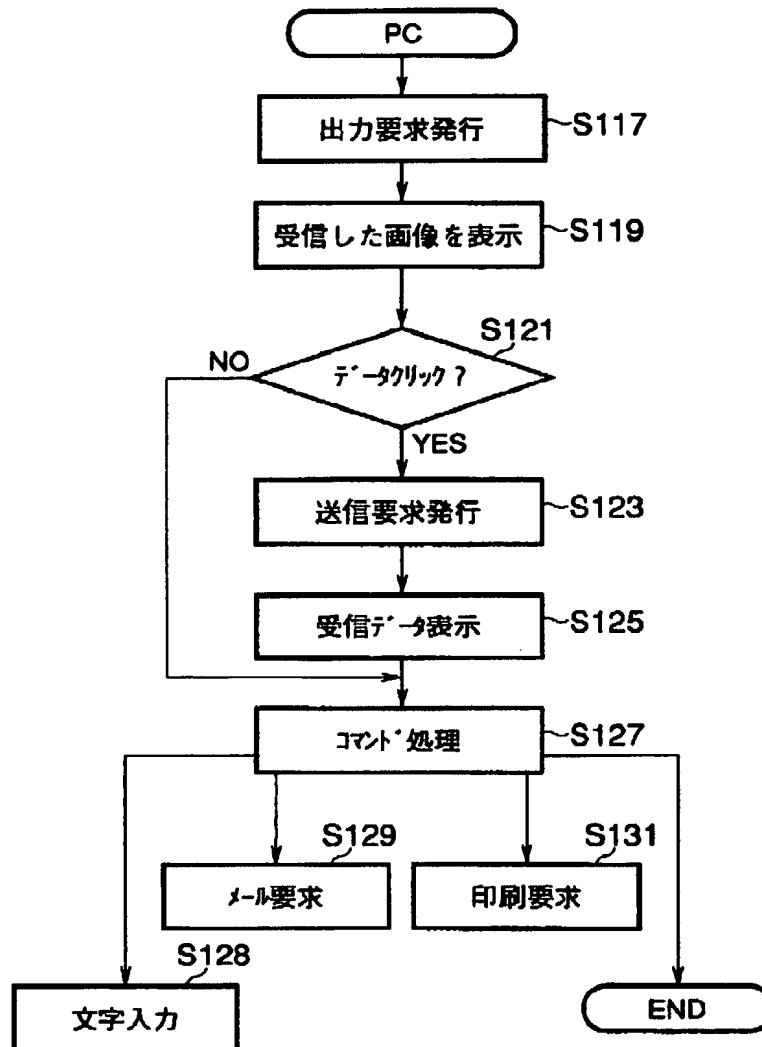 PC
出力要求発行
S117
受信した画像を表示
S119
S121
NO
データクリック?
YES
送信要求発行
S123
受信データ表示
S125
コマンド処理
S127
S129
S131
メール要求
印刷要求
S128
文字入力
END